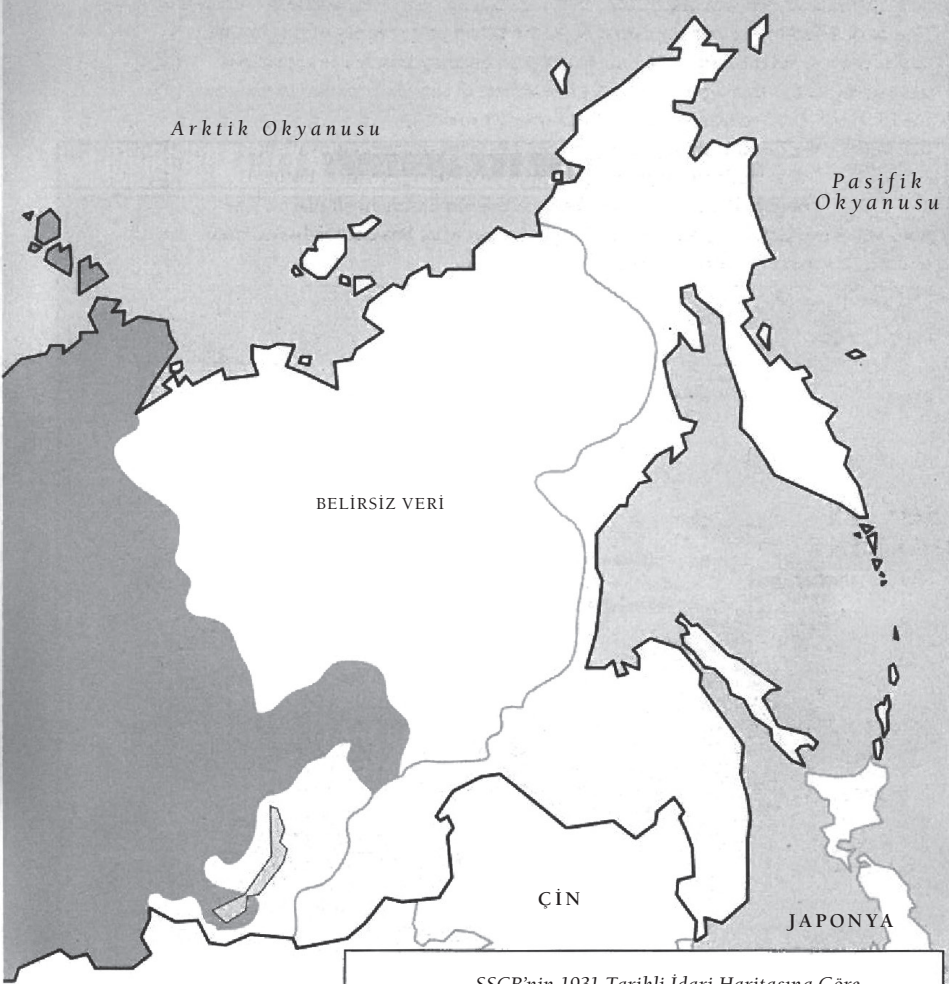 Arktik Okyanusu
Pasifik
Okyanusu
BELİRSİZ VERİ
ÇİN
JAPONYA
SSCB'nin 1931 Tarihli İdari Haritasına Göre